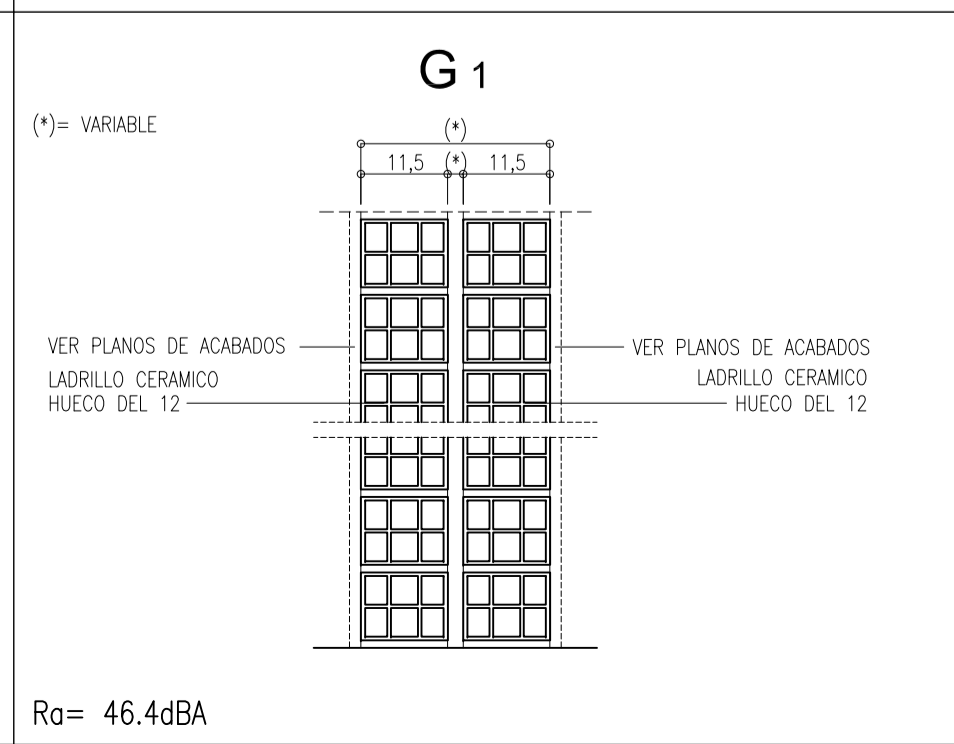 G 1
(*)= VARIABLE
(*)
11,5 (*) 11,5
VER PLANOS DE ACABADOS
LADRILLO CERAMICO
HUECO DEL 12
VER PLANOS DE ACABADOS
LADRILLO CERAMICO
HUECO DEL 12
Ra= 46.4dBA